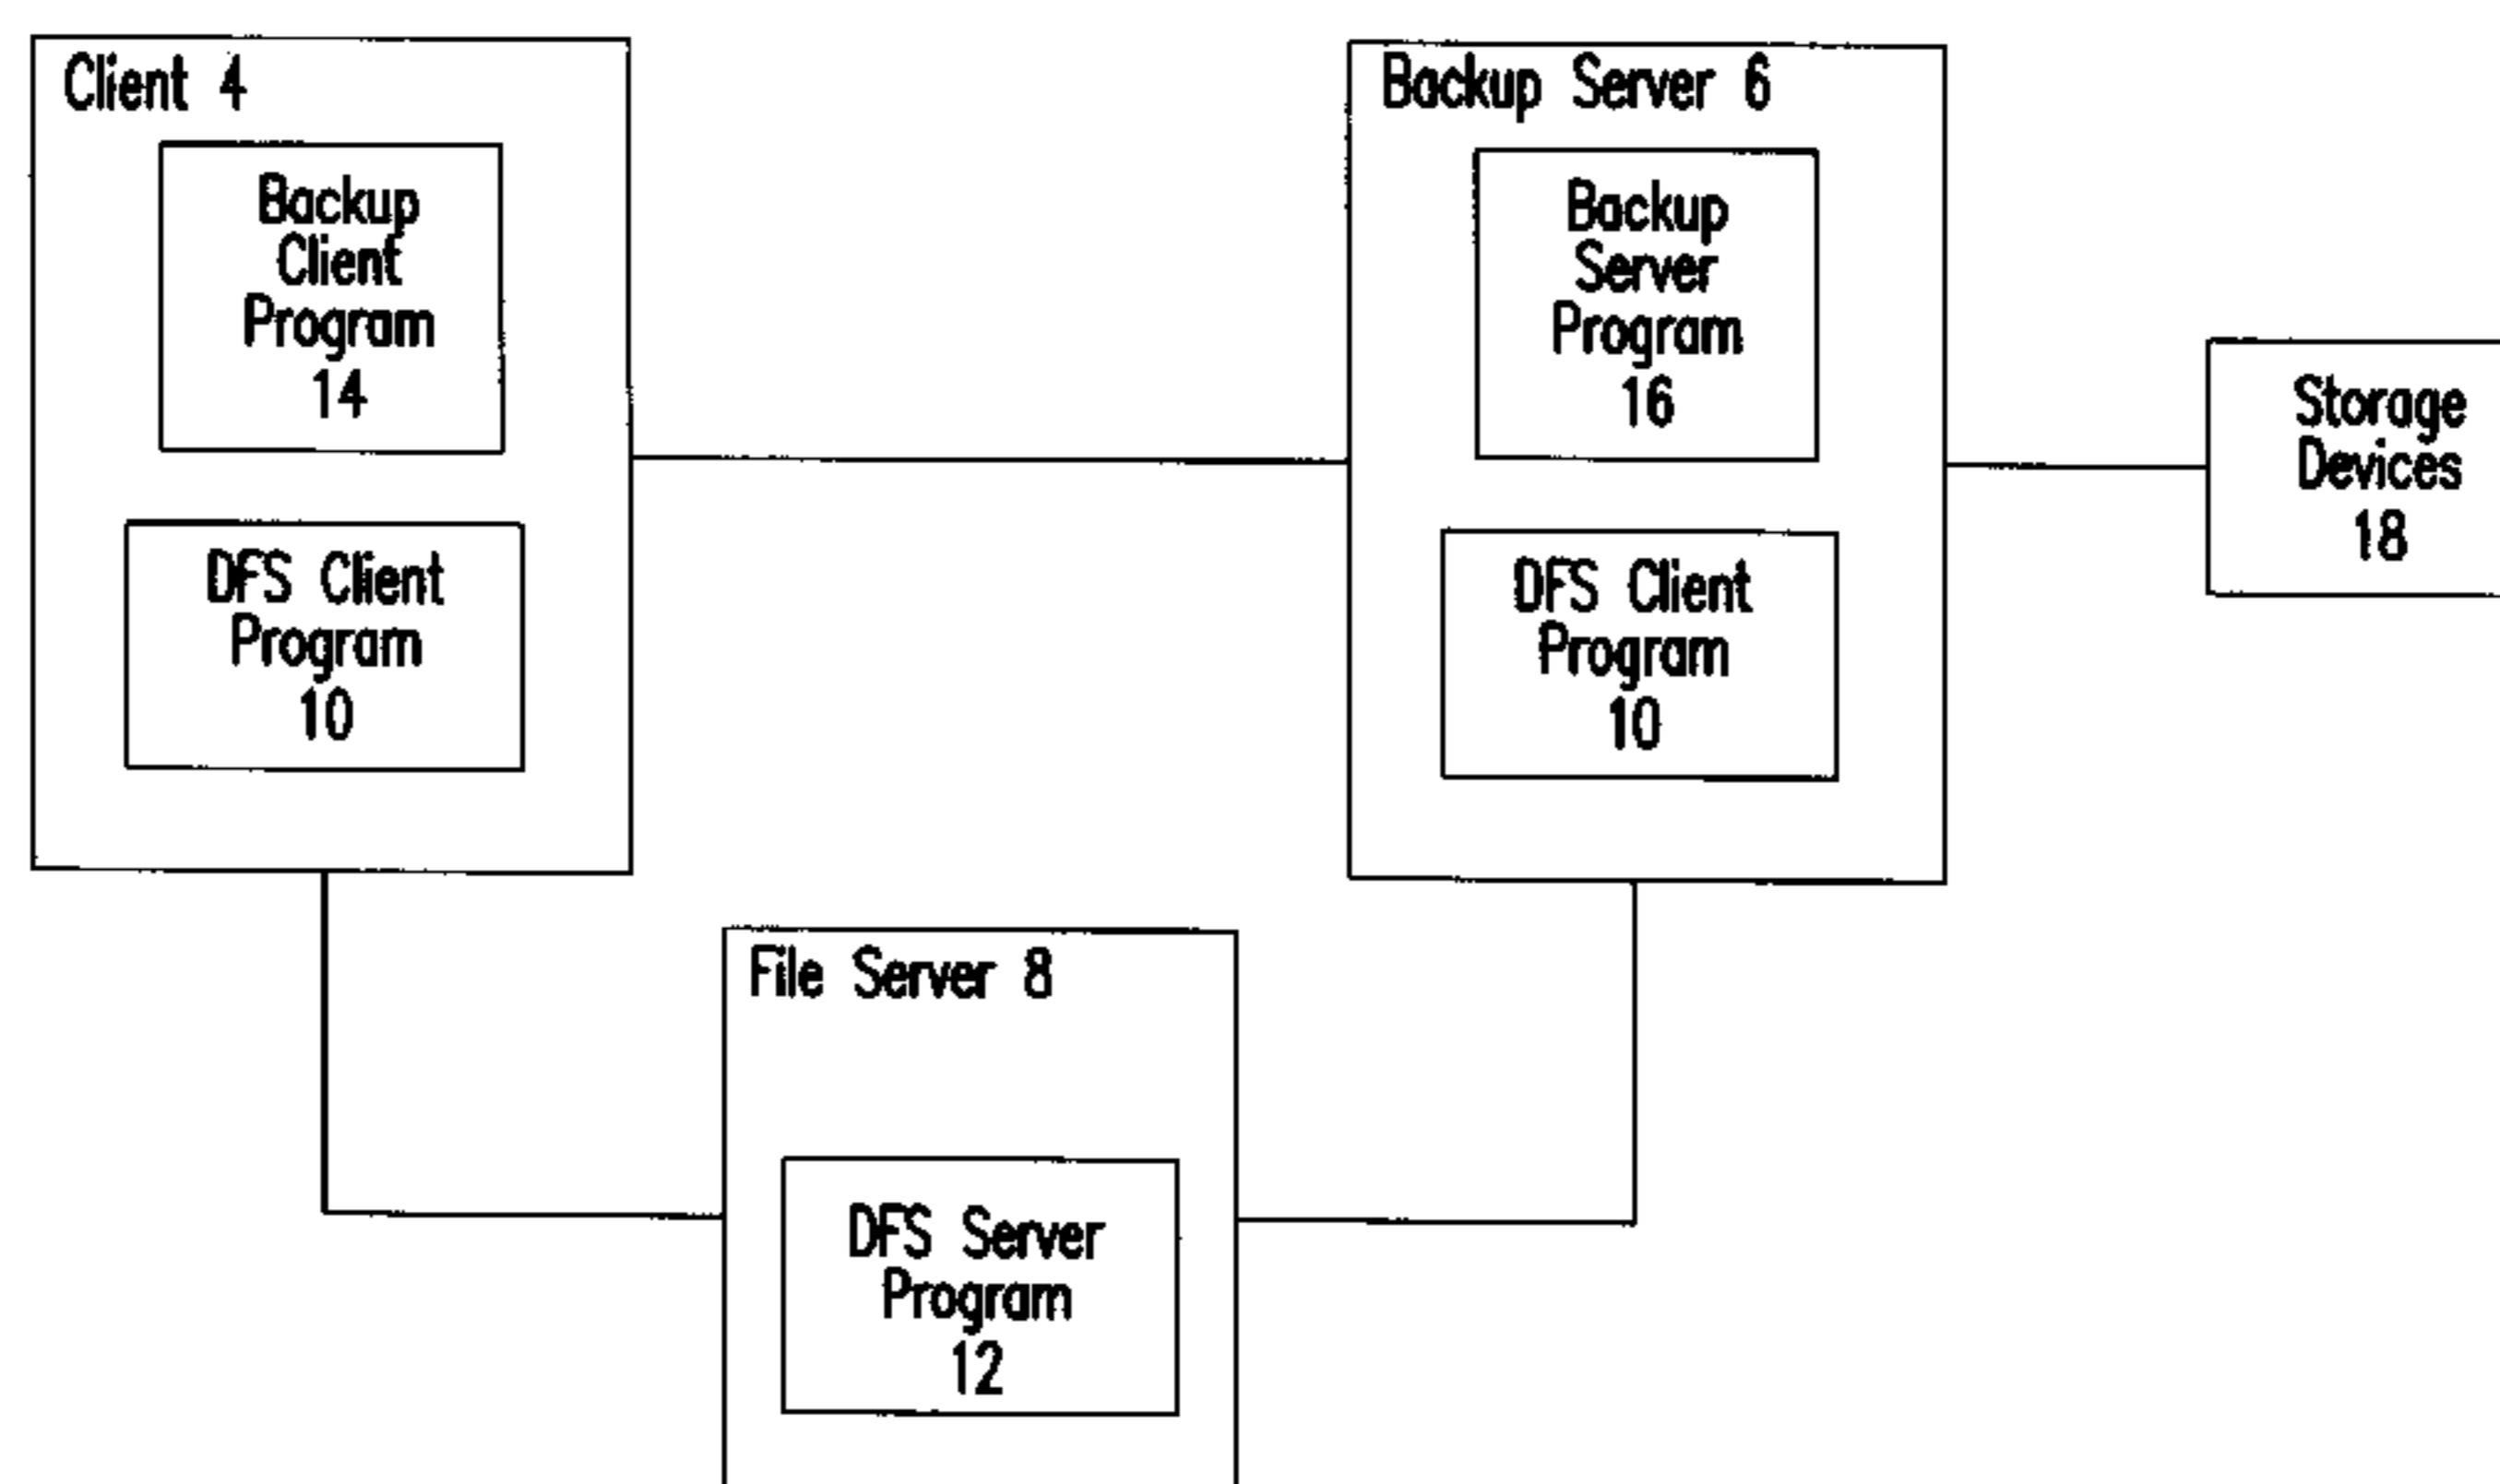 Client 4
Backup
Client
Program
14
DFS Client
Program
10
Backup Server 6
Backup
Server
Program
16
DFS Client
Program
10
Storage
Devices
18
File Server 8
DFS Server
Program
12